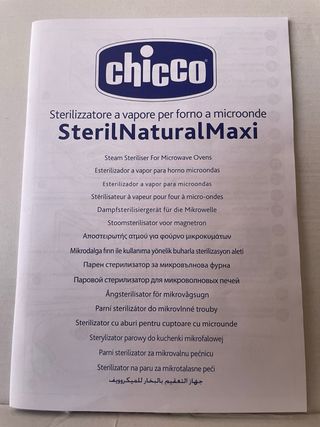 chicco
Sterilizzatore a vapore per forno a microonde
SterilNaturalMaxi
Steam Steriliser For Microwave Ovens
Esterilizador a vapor para horno microondas
Esterilizador a vapor para microondas
Stérilisateur à vapeur pour four à micro-ondes
Dampfsterilisiergerät für die Mikrowelle
Stoomsterilisator voor magnetron
Αποστειρωτής ατμού για φούρνο μικροκυμάτων
Mikrodalga fırın ile kullanıma yönelik buharla sterilizasyon aleti
Парен стерилизатор за микровълнова фурна
Паровой стерилизатор для микроволновых печей
Ångsterilisator för mikrovågsugn
Parní sterilizátor do mikrovlnné trouby
Sterilizator cu aburi pentru cuptoare cu microunde
Sterylizator parowy do kuchenki mikrofalowej
Parni sterilizator za mikrovalnu pećnicu
Sterilizator na paru za mikrotalasne peći
جهاز التعقيم بالبخار للميكروويف